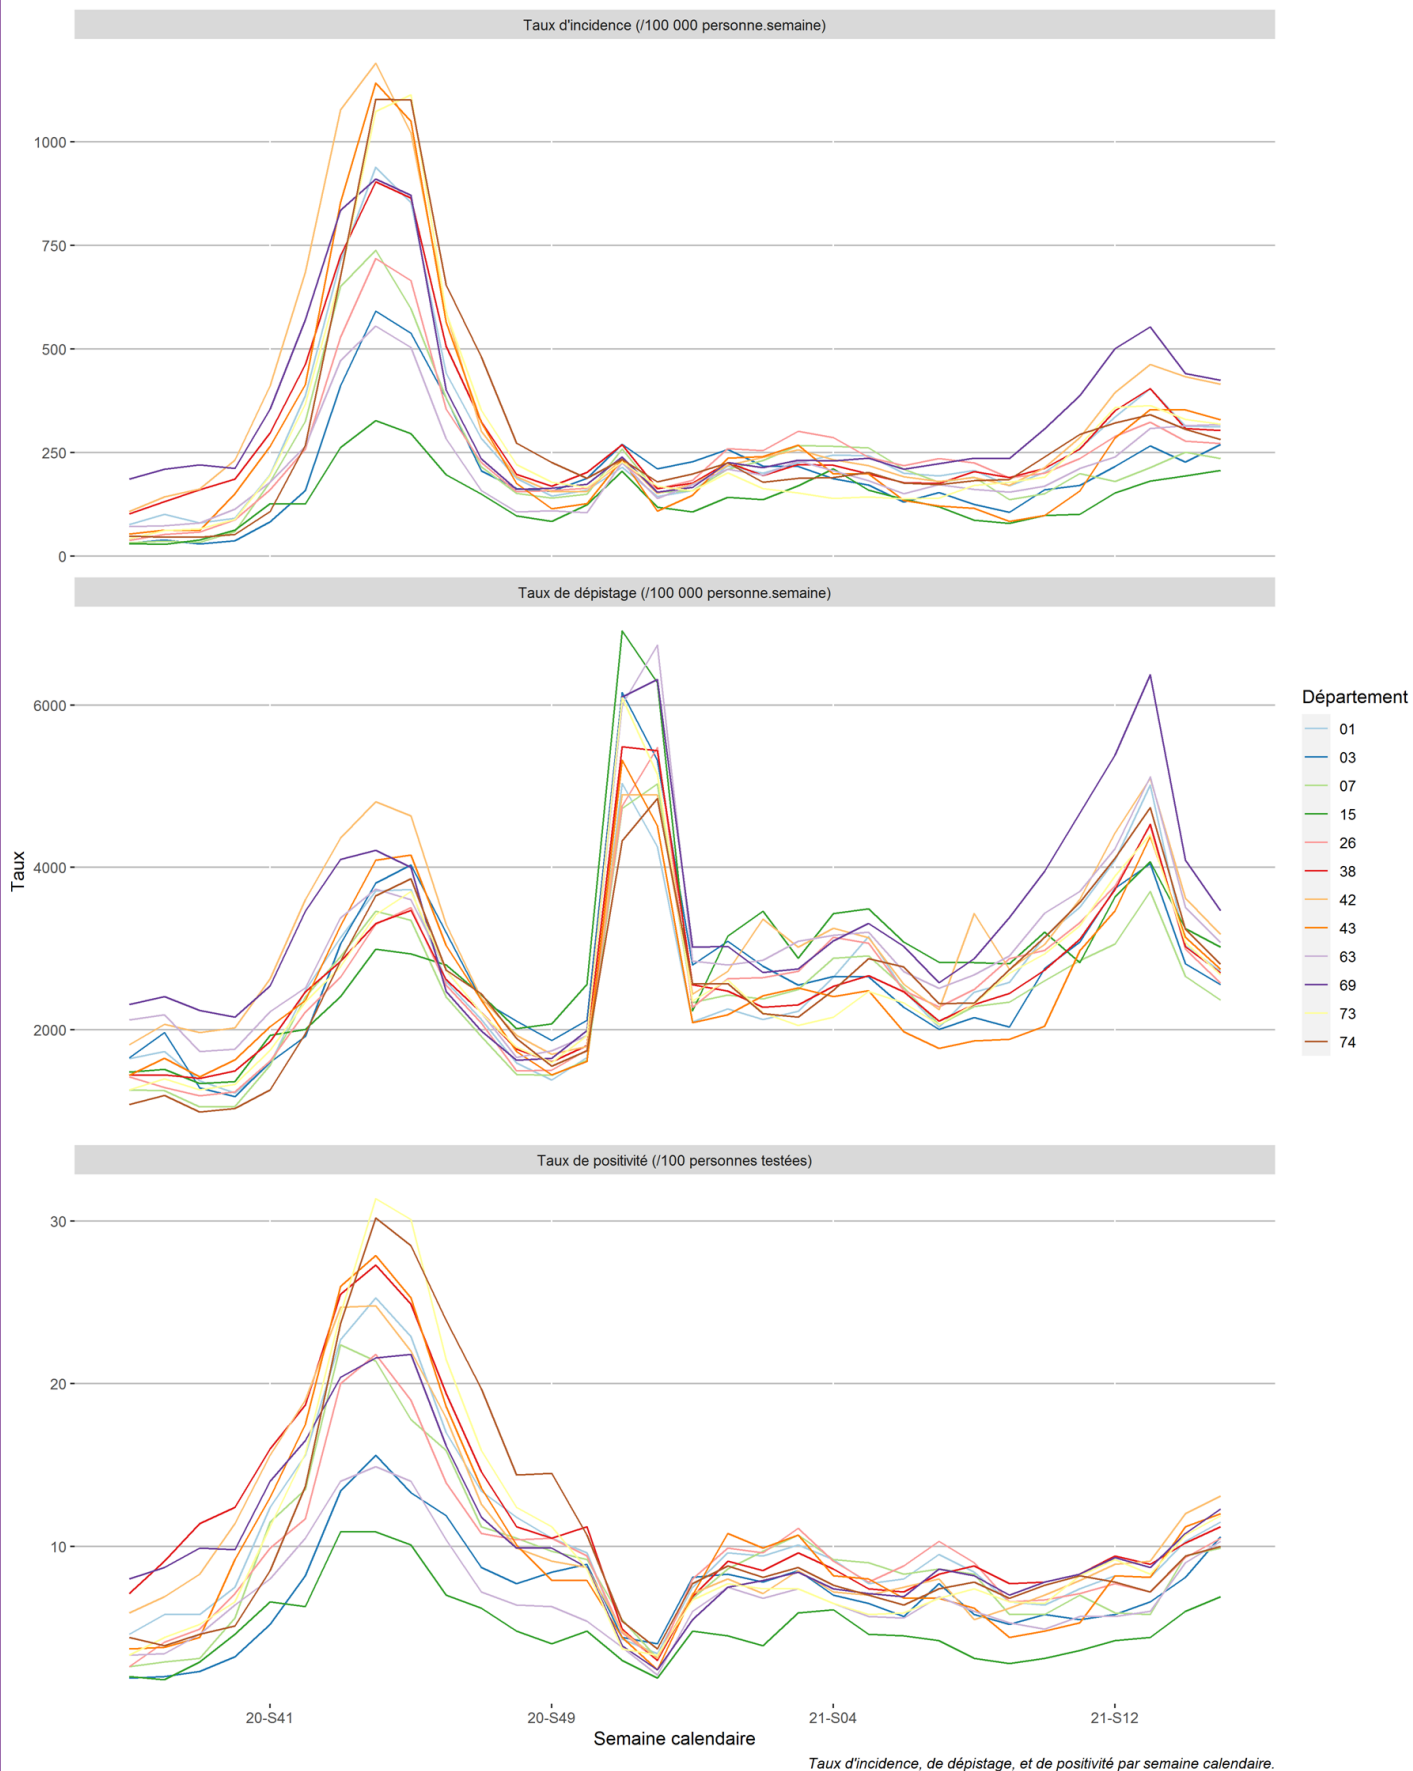 Taux d'incidence (/100 000 personne.semaine)
1000
750
500
250
0
Taux de dépistage (/100 000 personne.semaine)
6000
4000
2000
Taux
Taux de positivité (/100 personnes testées)
30
20
10
20-S41
20-S49
21-S04
21-S12
Semaine calendaire
Taux d'incidence, de dépistage, et de positivité par semaine calendaire.
Département
01
03
07
15
26
38
42
43
63
69
73
74